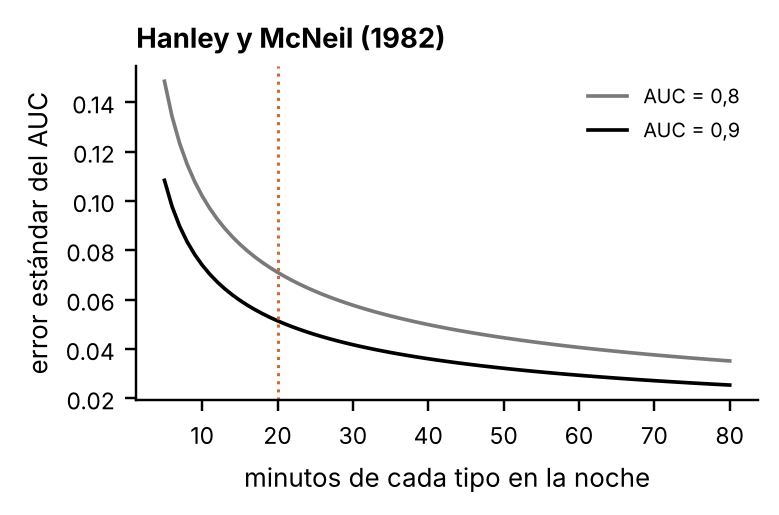 Hanley y McNeil (1982)
error estándar del AUC
0.14
0.12
0.10
0.08
0.06
0.04
0.02
AUC = 0,8
AUC = 0,9
10 20 30 40 50 60 70 80
minutos de cada tipo en la noche